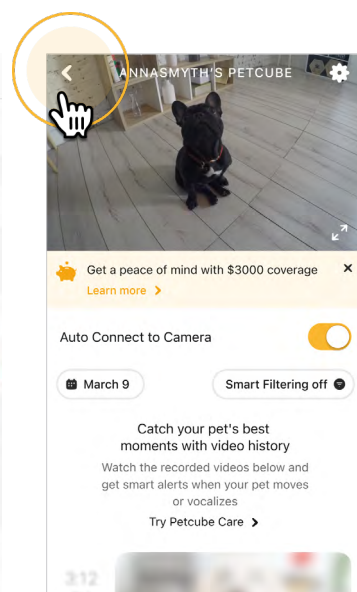 ANNASMYTH'S PETCUBE
Get a peace of mind with $3000 coverage
Learn more
Auto Connect to Camera
March 9
Smart Filtering off
Catch your pet's best
moments with video history
Watch the recorded videos below and
get smart alerts when your pet moves
or vocalizes
Try Petcube Care
3:12